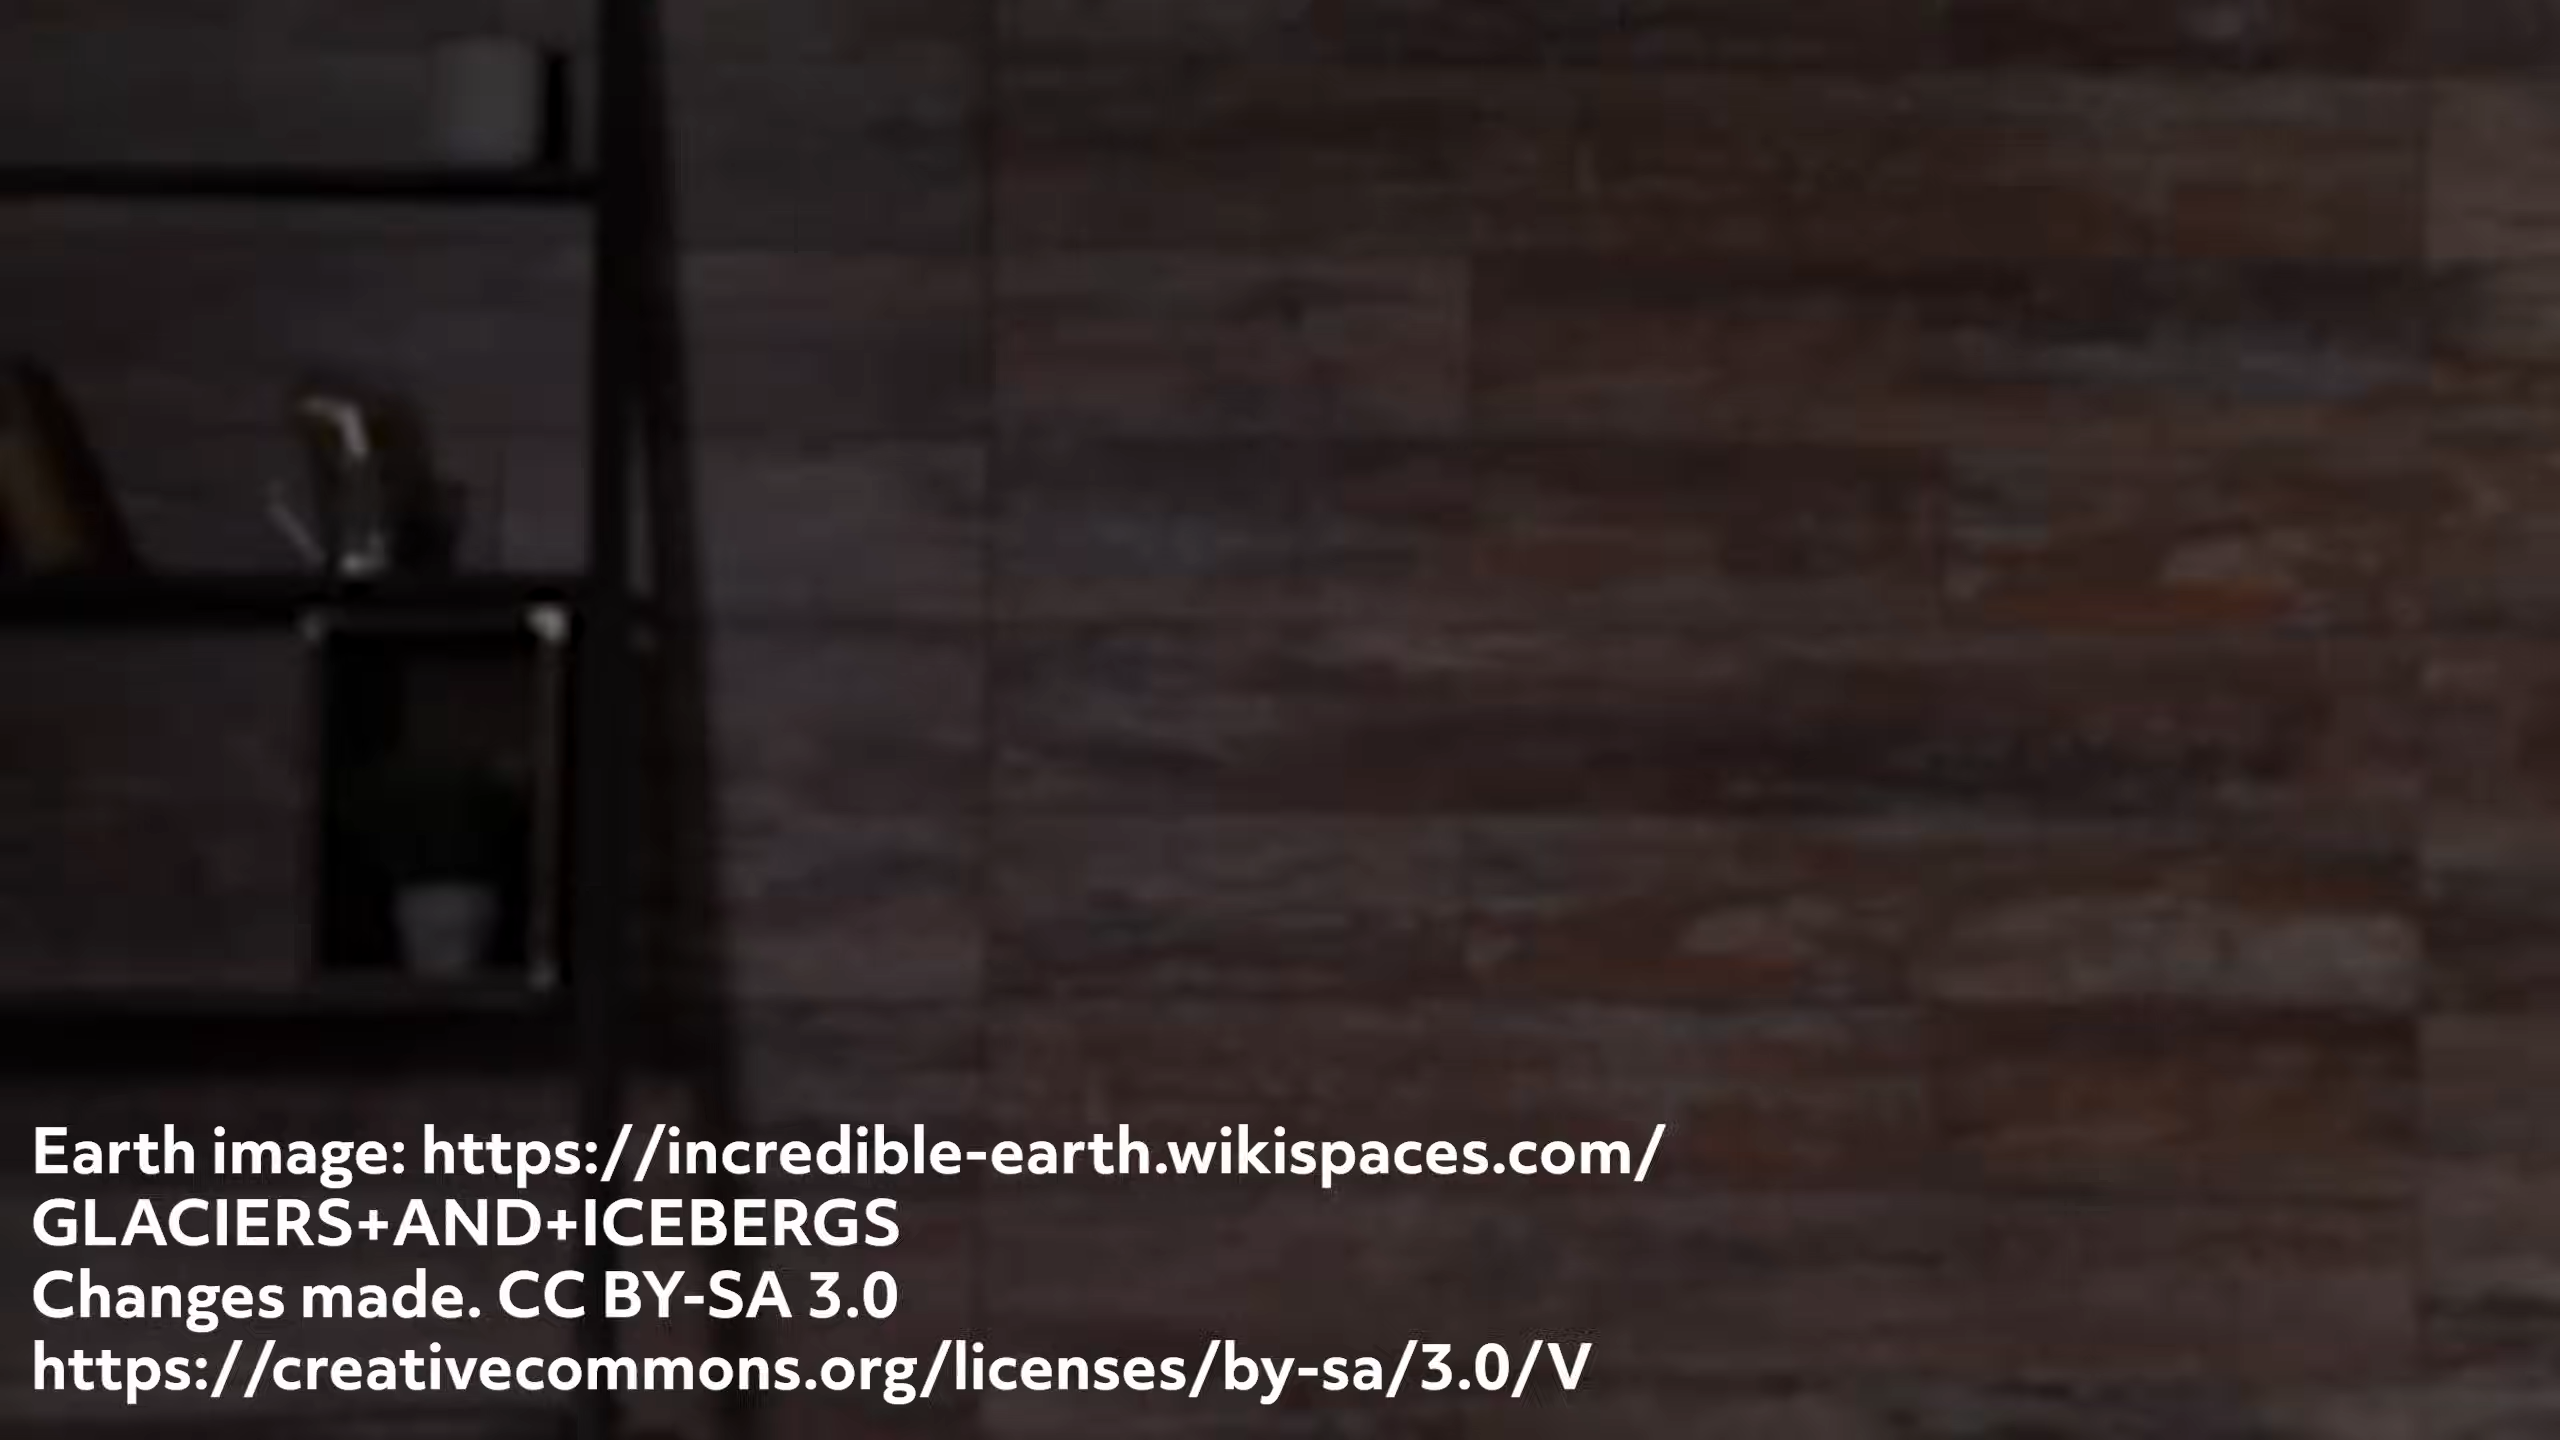 Earth image: https://incredible-earth.wikispaces.com/
GLACIERS+AND+ICEBERGS
Changes made. CC BY-SA 3.0
https://creativecommons.org/licenses/by-sa/3.0/V